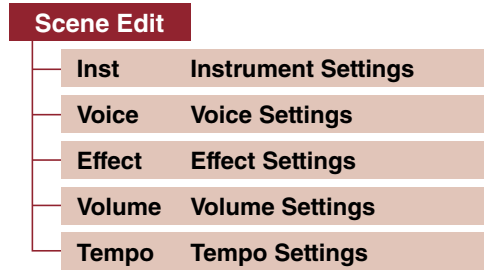 Scene Edit
Inst Instrument Settings
Voice Voice Settings
Effect Effect Settings
Volume Volume Settings
Tempo Tempo Settings